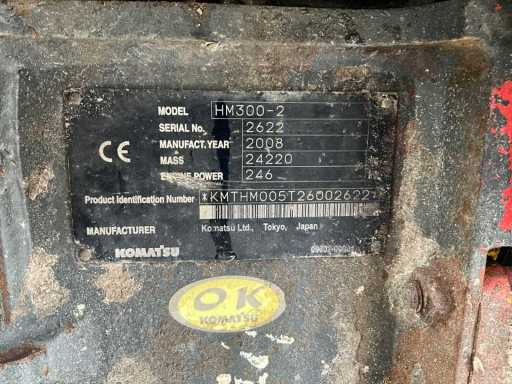 MODEL HM300-2
SERIAL No. 2622
MANUFACT.YEAR 2008
MASS 24220
ENGINE POWER 246
CE
Product Identification Number *KMTHM005T26002622*
MANUFACTURER Komatsu Ltd. Tokyo, Japan
KOMATSU
OK
KOMATSU